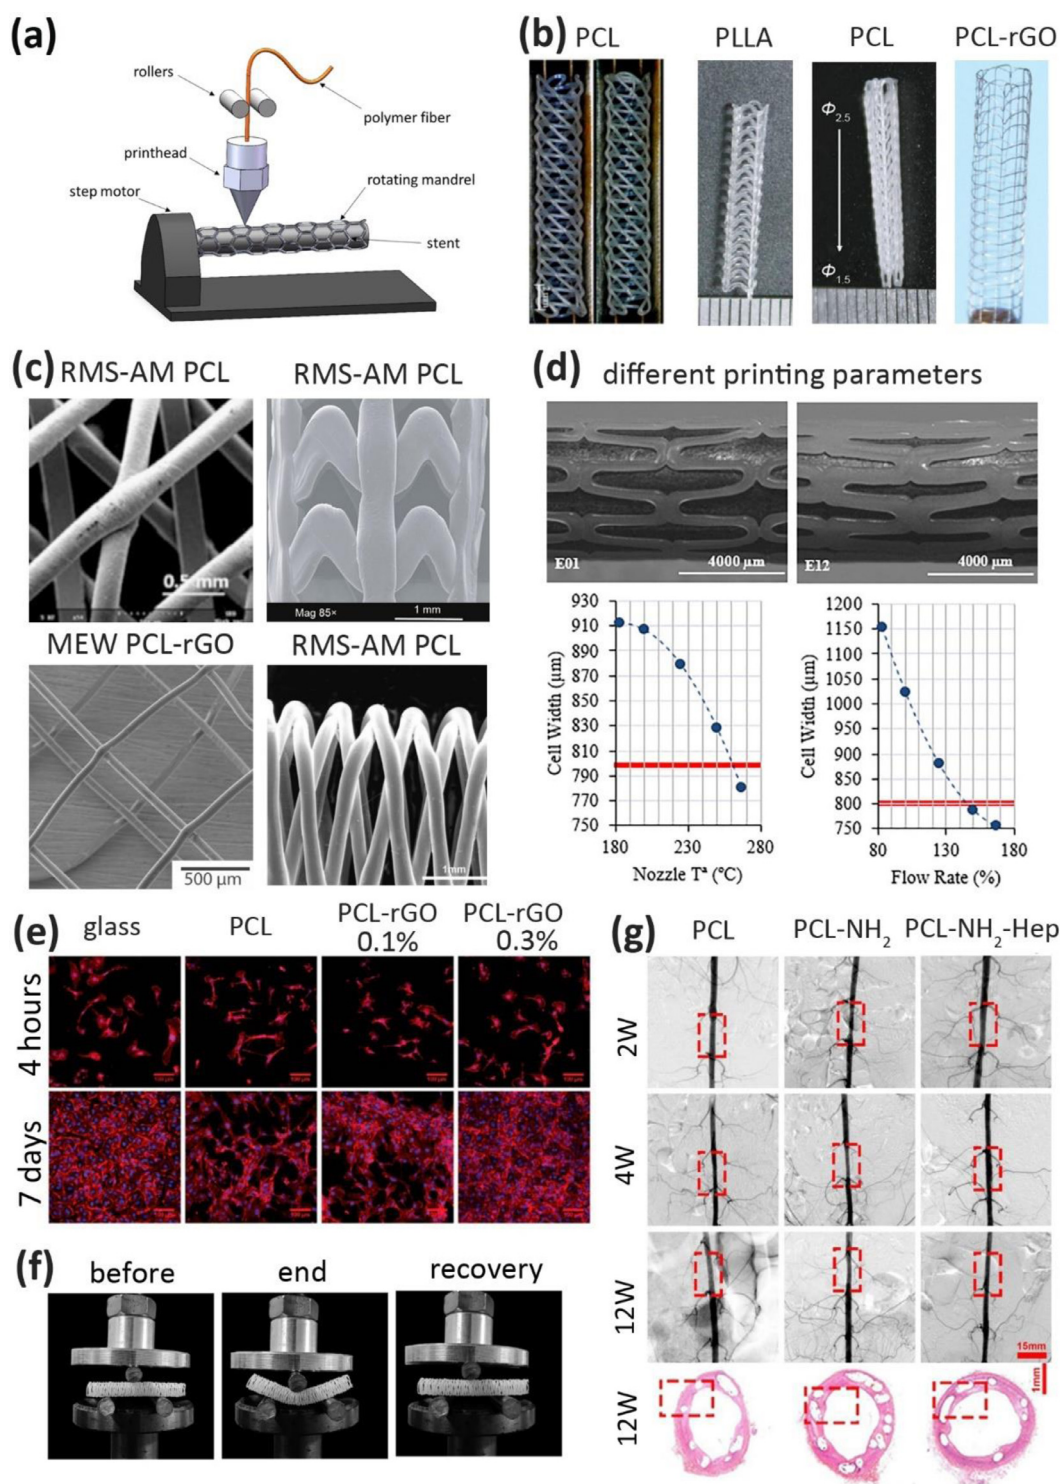 (a)
rollers
polymer fiber
printhead
rotating mandrel
step motor
stent
(b)
PCL
PLLA
PCL
PCL-rGO
Φ2.5
Φ1.5
(c)
RMS-AM PCL
RMS-AM PCL
0.5 mm
Mag 85×
1 mm
MEW PCL-rGO
RMS-AM PCL
500 µm
1mm
(d)
different printing parameters
E01
4000 µm
E12
4000 µm
930
910
890
870
850
830
810
790
770
750
Cell Width (µm)
180
230
280
Nozzle Tª (ºC)
1200
1150
1100
1050
1000
950
900
850
800
750
Cell Width (µm)
80
130
180
Flow Rate (%)
(e)
glass
PCL
PCL-rGO
0.1%
PCL-rGO
0.3%
4 hours
7 days
(f)
before
end
recovery
(g)
PCL
PCL-NH2
PCL-NH2-Hep
2W
4W
12W
15mm
12W
1mm